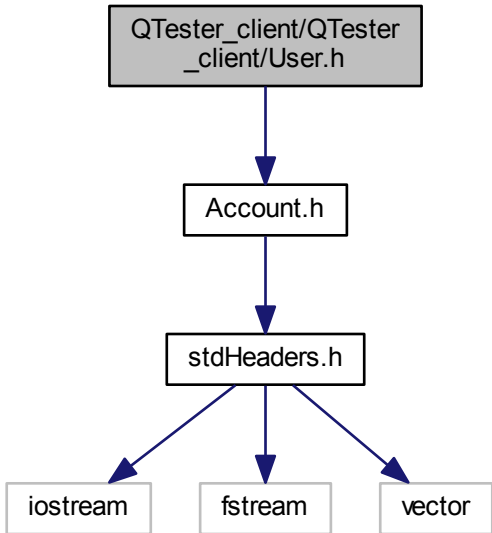 QTester_client/QTester
_client/User.h
Account.h
stdHeaders.h
iostream
fstream
vector